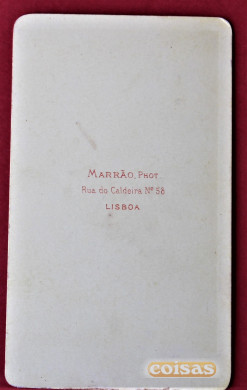 MARRÃO, PHOT.
Rua do Caldeira Nº 58
LISBOA
coisas